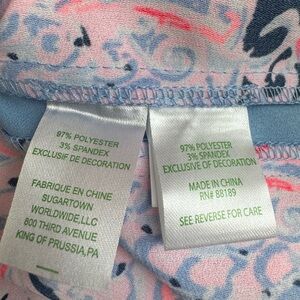 97% POLYESTER
3% SPANDEX
EXCLUSIF DE DECORATION
FABRIQUE EN CHINE
SUGARTOWN
WORLDWIDE,LLC
800 THIRD AVENUE
KING OF PRUSSIA,PA
97% POLYESTER
3% SPANDEX
EXCLUSIVE OF DECORATION
MADE IN CHINA
RN# 88189
SEE REVERSE FOR CARE